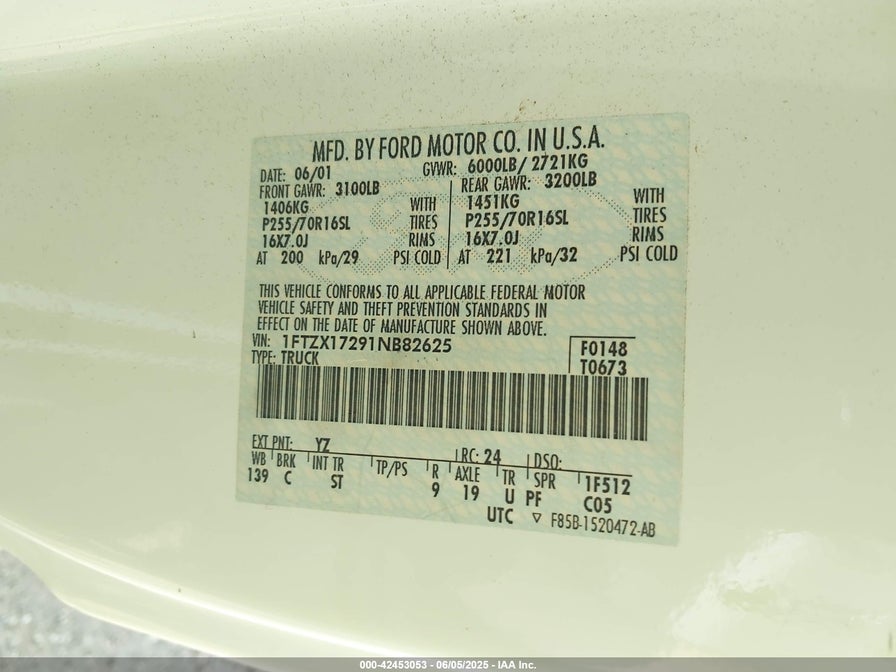 MFD. BY FORD MOTOR CO. IN U.S.A.
DATE: 06/01 GVWR: 6000LB/ 2721KG
FRONT GAWR: 3100LB REAR GAWR: 3200LB
1406KG WITH 1451KG WITH
P255/70R16SL TIRES P255/70R16SL TIRES
16X7.0J RIMS 16X7.0J RIMS
AT 200 kPa/29 PSI COLD AT 221 kPa/32 PSI COLD
THIS VEHICLE CONFORMS TO ALL APPLICABLE FEDERAL MOTOR
VEHICLE SAFETY AND THEFT PREVENTION STANDARDS IN
EFFECT ON THE DATE OF MANUFACTURE SHOWN ABOVE.
VIN: 1FTZX17291NB82625 F0148
TYPE: TRUCK T0673
EXT PNT: YZ RC: 24 DSO:
WB BRK INT TR TP/PS R AXLE TR SPR 1F512
139 C ST 9 19 U PF C05
UTC ▽ F85B-1520472-AB
000-42453053 - 06/05/2025 - IAA Inc.